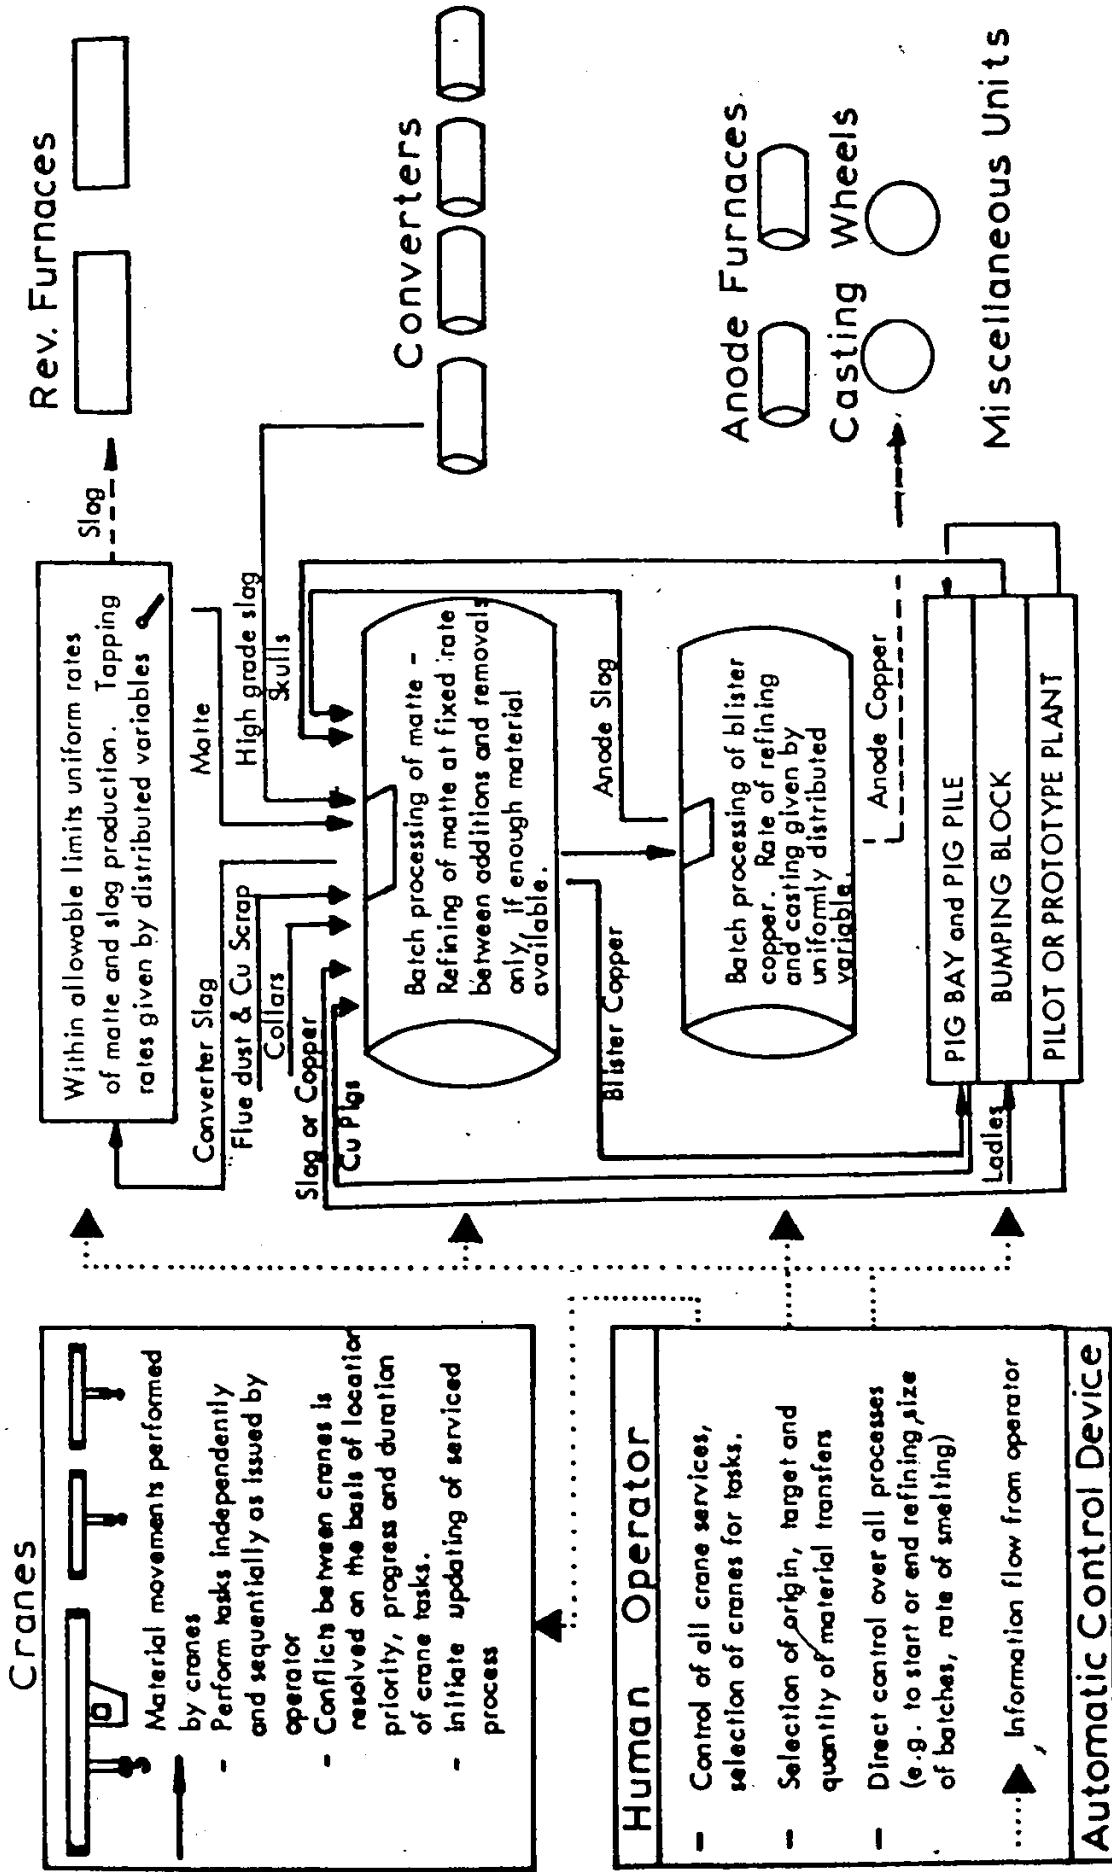 Cranes
Material movements performed
by cranes
- Perform tasks independently
and sequentially as issued by
operator
- Conflicts between cranes is
resolved on the basis of location
priority, progress and duration
of crane tasks.
- Initiate updating of serviced
process
Human Operator
- Control of all crane services,
selection of cranes for tasks.
- Selection of origin, target and
quantity of material transfers
- Direct control over all processes
(e.g. to start or end refining, size
of batches, rate of smelting)
Information flow from operator
Automatic Control Device
Within allowable limits uniform rates
of matte and slag production. Tapping
rates given by distributed variables
Slag
Rev. Furnaces
Converter Slag
Matte
Flue dust & Cu Scrap
High grade slag
Collars
Skulls
Slag or Copper
Cu Pigs
Batch processing of matte -
Refining of matte at fixed rate
between additions and removals
only, if enough material
available.
Converters
Blister Copper
Anode Slag
Batch processing of blister
copper. Rate of refining
and casting given by
uniformly distributed
variable.
Anode Furnaces
Casting Wheels
Anode Copper
PIG BAY and PIG PILE
Ladles
BUMPING BLOCK
PILOT OR PROTOTYPE PLANT
Miscellaneous Units